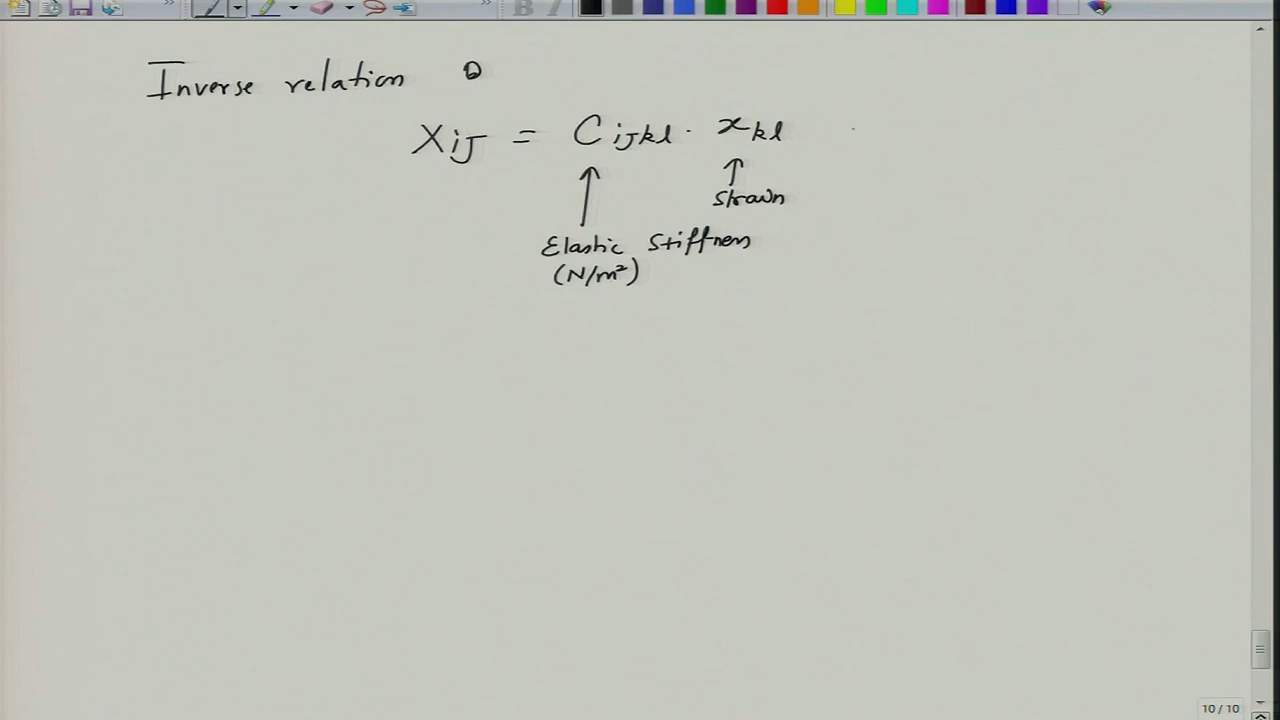 Inverse relation
Xij = Cijkl · xkl
Strain
Elastic Stiffness
(N/m²)
10 / 10